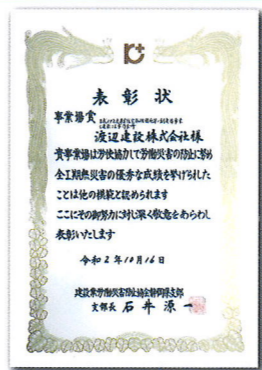 表彰状
事業場賞
渡辺建設株式会社様
貴事業場は労使協力して労働災害の防止に努め
全工期無災害の優秀な成績を挙げられた
ことは他の模範と認められます
ここにその御努力に対し深く敬意をあらわし
表彰いたします
令和2年10月16日
建設業労働災害防止協会静岡県支部
支部長 石井源一